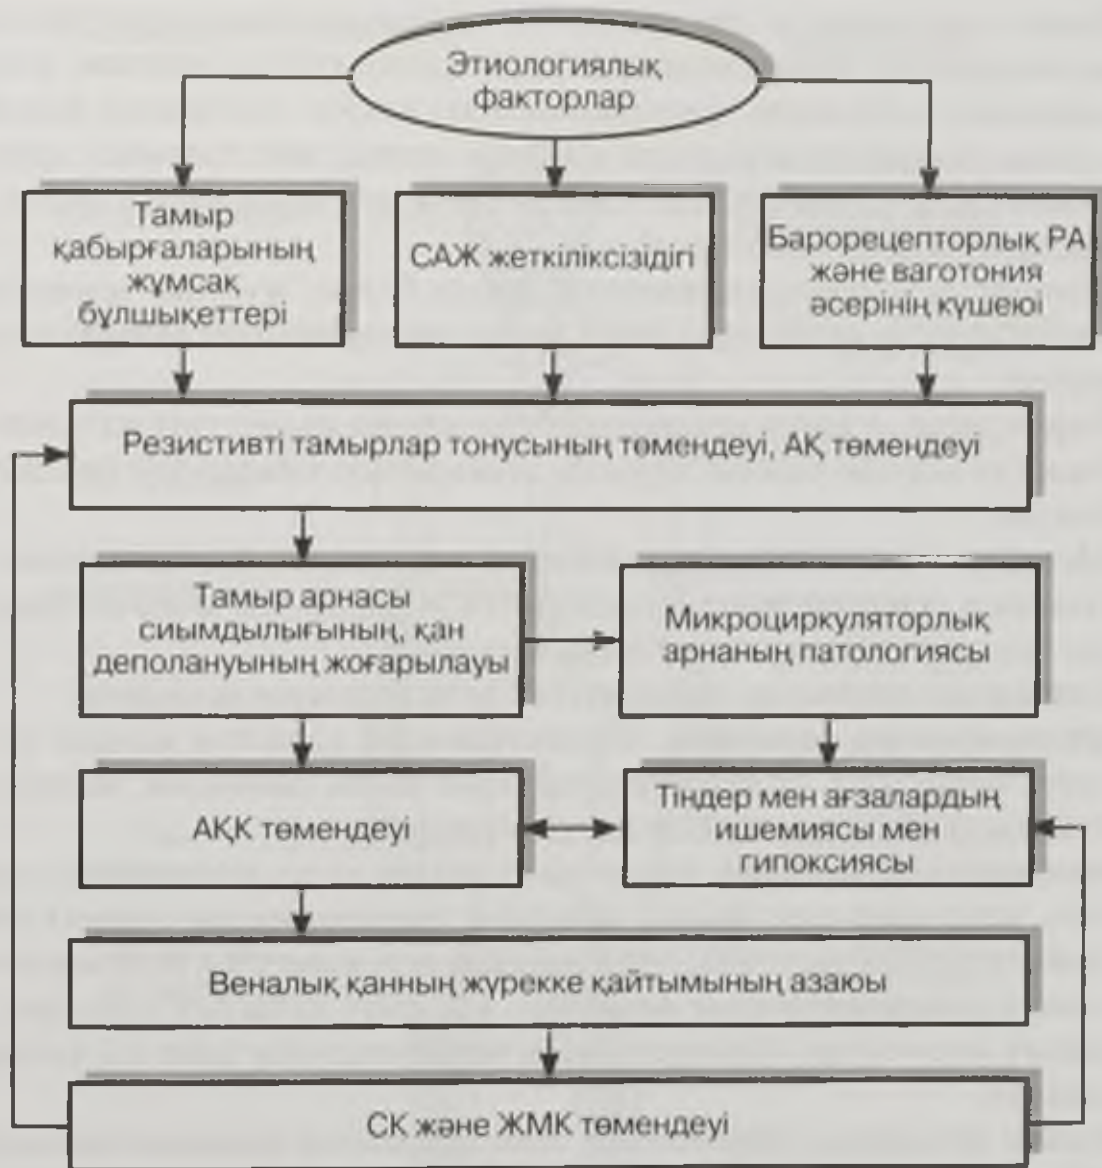 Этиологиялық
факторлар
Тамыр
қабырғаларының
жұмсақ
бұлшықеттері
САЖ жеткіліксізідігі
Барорецепторлық РА
және ваготония
әсерінің күшеюі
Резистивті тамырлар тонусының төмендеуі, АҚ төмендеуі
Тамыр арнасы
сиымдылығының, қан
деполануының жоғарылауы
Микроциркуляторлық
арнаның патологиясы
АҚК төмендеуі
Тіндер мен ағзалардың
ишемиясы мен
гипоксиясы
Веналық қанның жүрекке қайтымының азаюы
СК және ЖМК төмендеуі